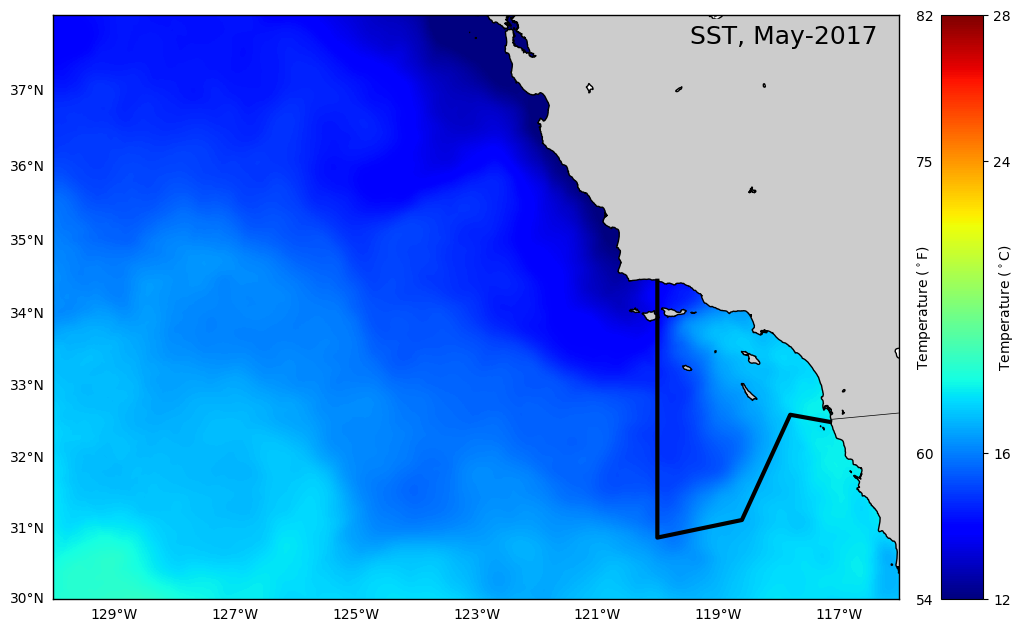 SST, May-2017
37°N
36°N
35°N
34°N
33°N
32°N
31°N
30°N
129°W
127°W
125°W
123°W
121°W
119°W
117°W
82
75
60
54
Temperature (°F)
28
24
16
12
Temperature (°C)